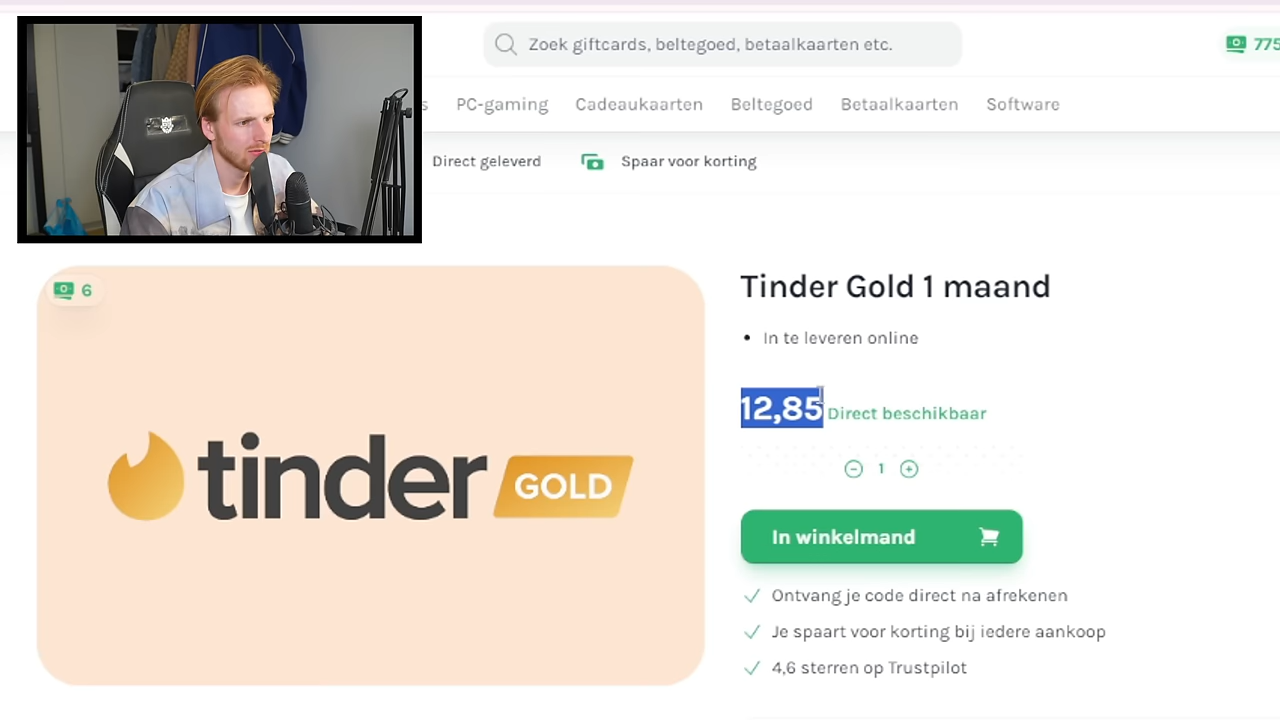 Zoek giftcards, beltegoed, betaalkaarten etc.
775
s PC-gaming Cadeaukaarten Beltegoed Betaalkaarten Software
Direct geleverd Spaar voor korting
6
tinder GOLD
Tinder Gold 1 maand
• In te leveren online
12,85 Direct beschikbaar
1
In winkelmand
Ontvang je code direct na afrekenen
Je spaart voor korting bij iedere aankoop
4,6 sterren op Trustpilot